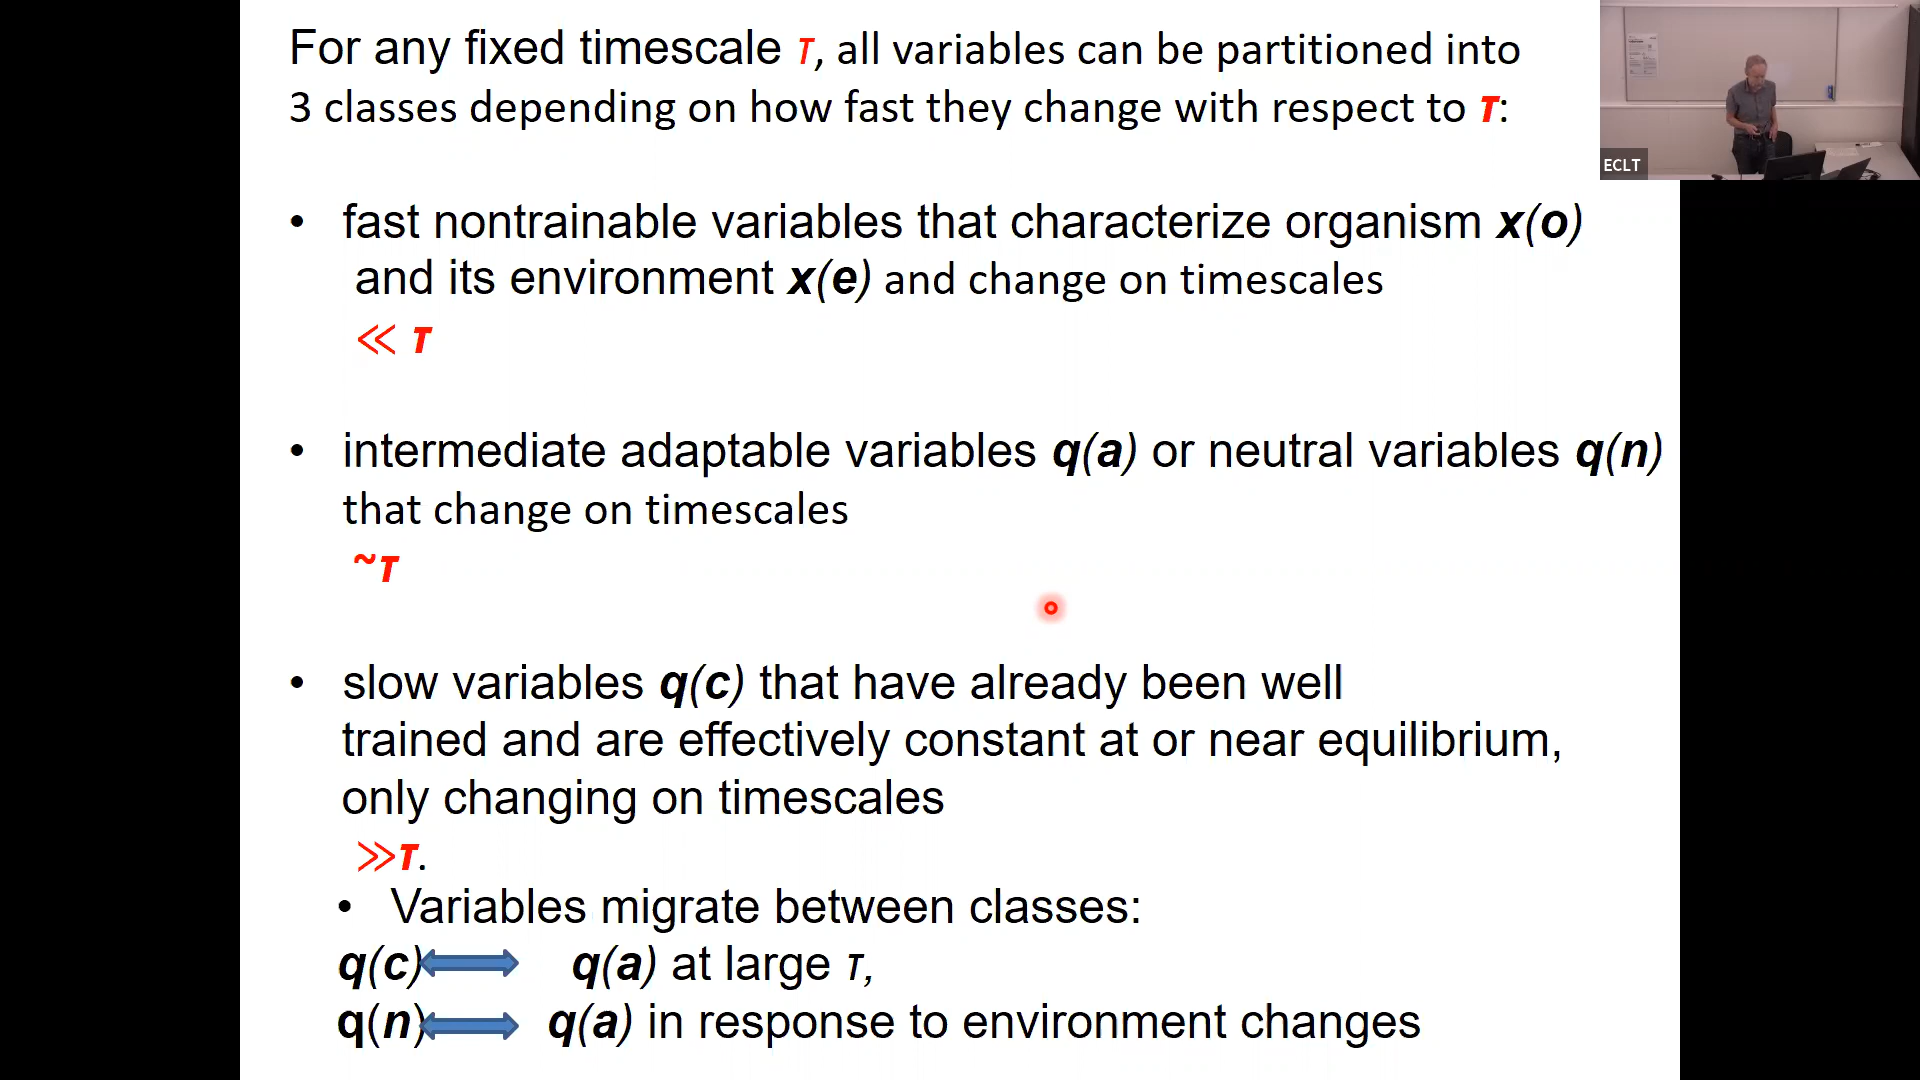 For any fixed timescale τ, all variables can be partitioned into
3 classes depending on how fast they change with respect to τ:
ECLT
• fast nontrainable variables that characterize organism x(o)
and its environment x(e) and change on timescales
≪ τ
• intermediate adaptable variables q(a) or neutral variables q(n)
that change on timescales
~τ
• slow variables q(c) that have already been well
trained and are effectively constant at or near equilibrium,
only changing on timescales
≫τ.
• Variables migrate between classes:
q(c) q(a) at large τ,
q(n) q(a) in response to environment changes